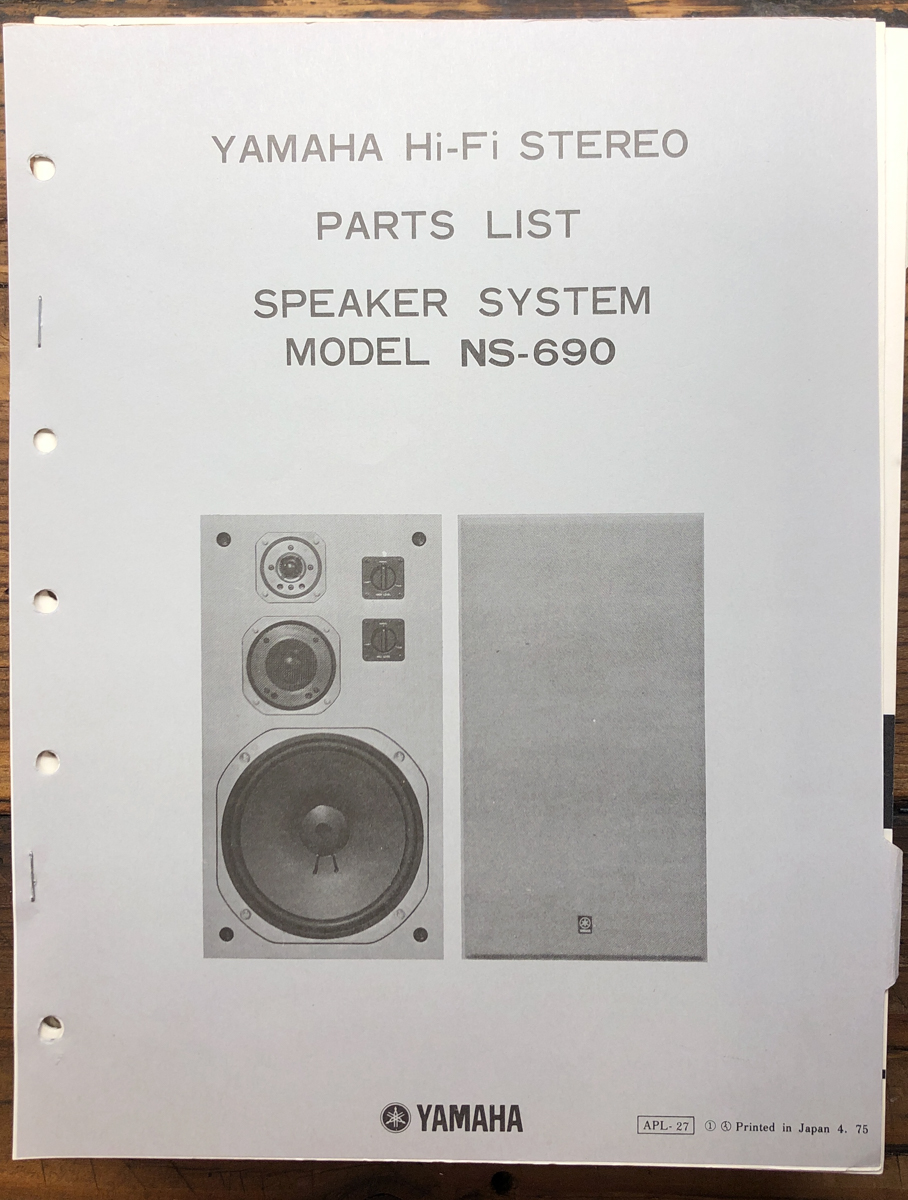 YAMAHA Hi-Fi STEREO
PARTS LIST
SPEAKER SYSTEM
MODEL NS-690
YAMAHA
APL-27
Printed in Japan 4. 75